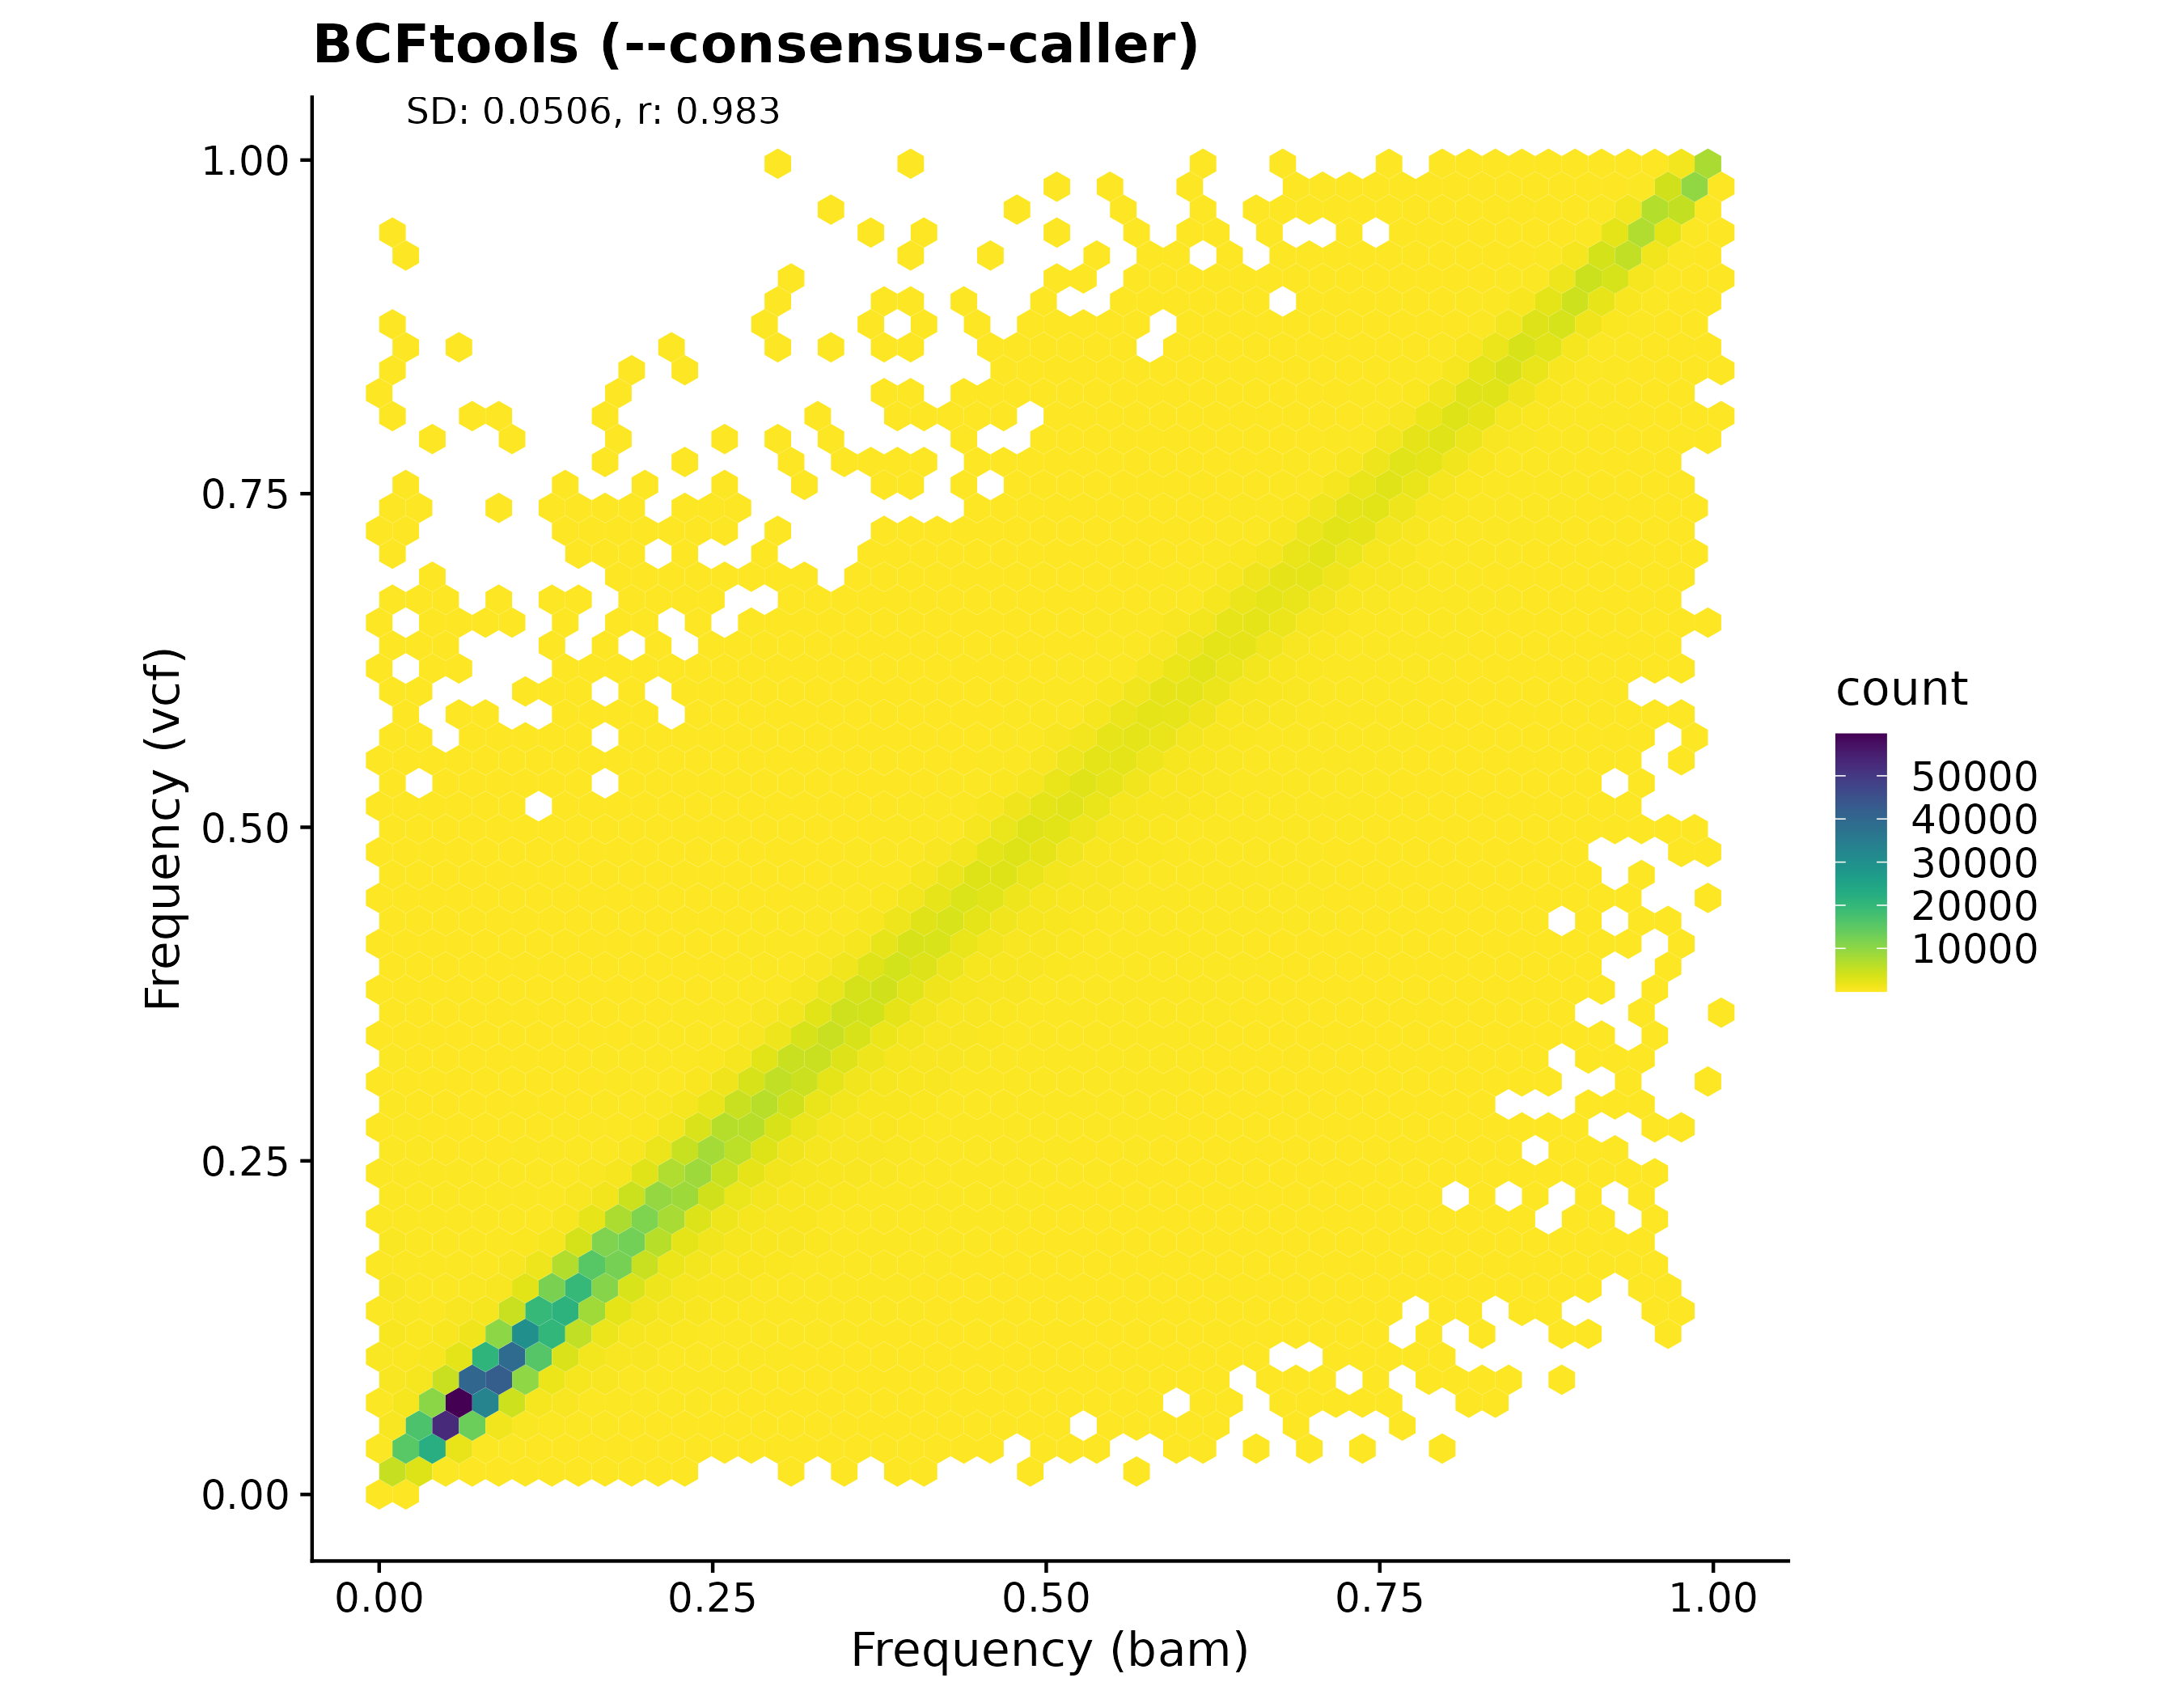 BCFtools (--consensus-caller)
SD: 0.0506, r: 0.983
1.00
0.75
0.50
0.25
0.00
Frequency (vcf)
0.00 0.25 0.50 0.75 1.00
Frequency (bam)
count
50000
40000
30000
20000
10000